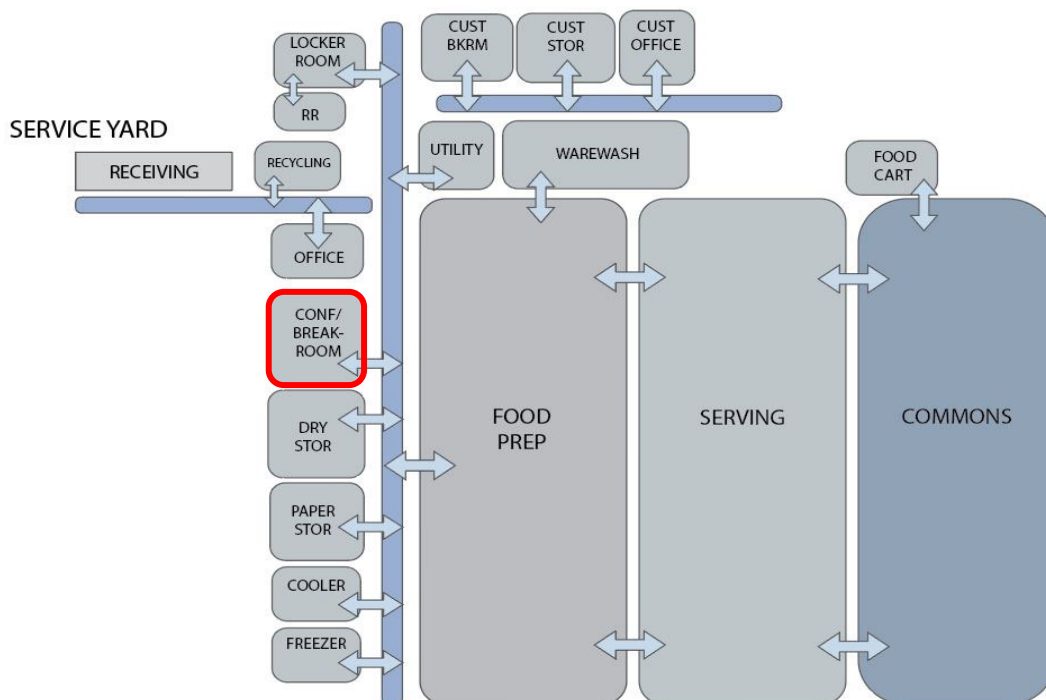 LOCKER
ROOM
CUST
BKRM
CUST
STOR
CUST
OFFICE
RR
SERVICE YARD
RECEIVING
RECYCLING
UTILITY
WAREWASH
FOOD
CART
OFFICE
CONF/
BREAK-
ROOM
DRY
STOR
FOOD
PREP
SERVING
COMMONS
PAPER
STOR
COOLER
FREEZER